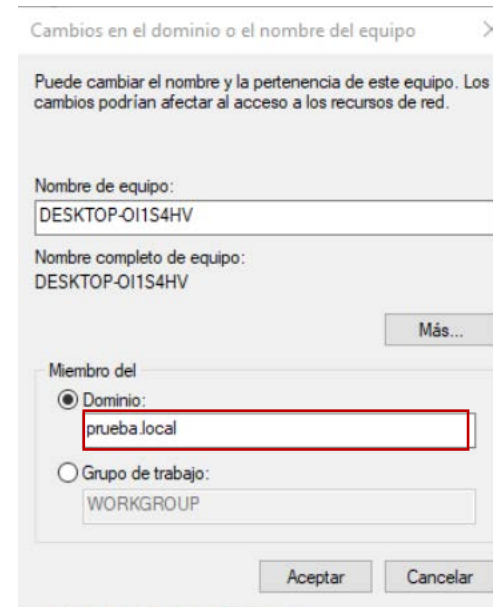 Cambios en el dominio o el nombre del equipo
Puede cambiar el nombre y la pertenencia de este equipo. Los
cambios podrían afectar al acceso a los recursos de red.
Nombre de equipo:
DESKTOP-OI1S4HV
Nombre completo de equipo:
DESKTOP-OI1S4HV
Más...
Miembro del
Dominio:
prueba.local
Grupo de trabajo:
WORKGROUP
Aceptar Cancelar